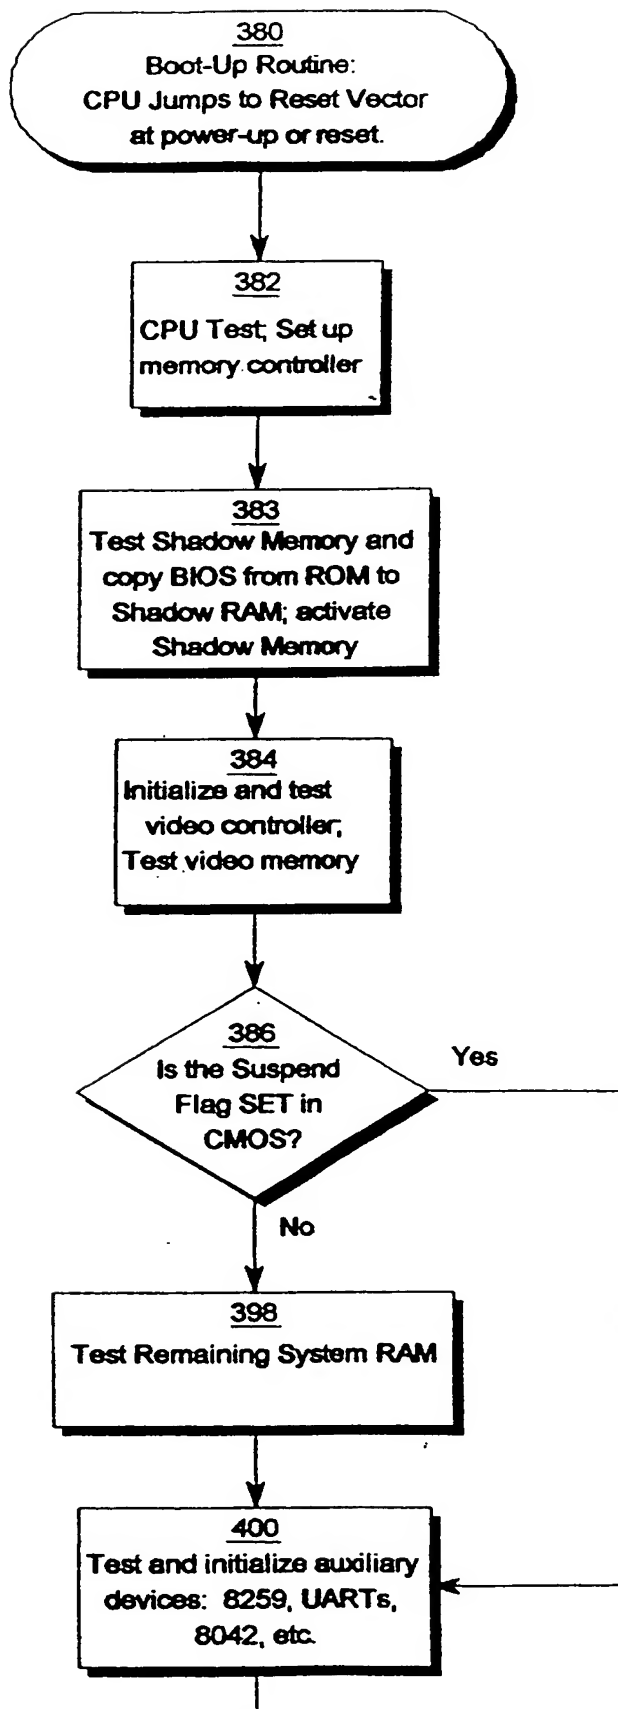 380
Boot-Up Routine:
CPU Jumps to Reset Vector
at power-up or reset.
382
CPU Test; Set up
memory controller
383
Test Shadow Memory and
copy BIOS from ROM to
Shadow RAM; activate
Shadow Memory
384
Initialize and test
video controller;
Test video memory
386
Is the Suspend
Flag SET in
CMOS?
Yes
No
398
Test Remaining System RAM
400
Test and initialize auxiliary
devices: 8259, UARTs,
8042, etc.